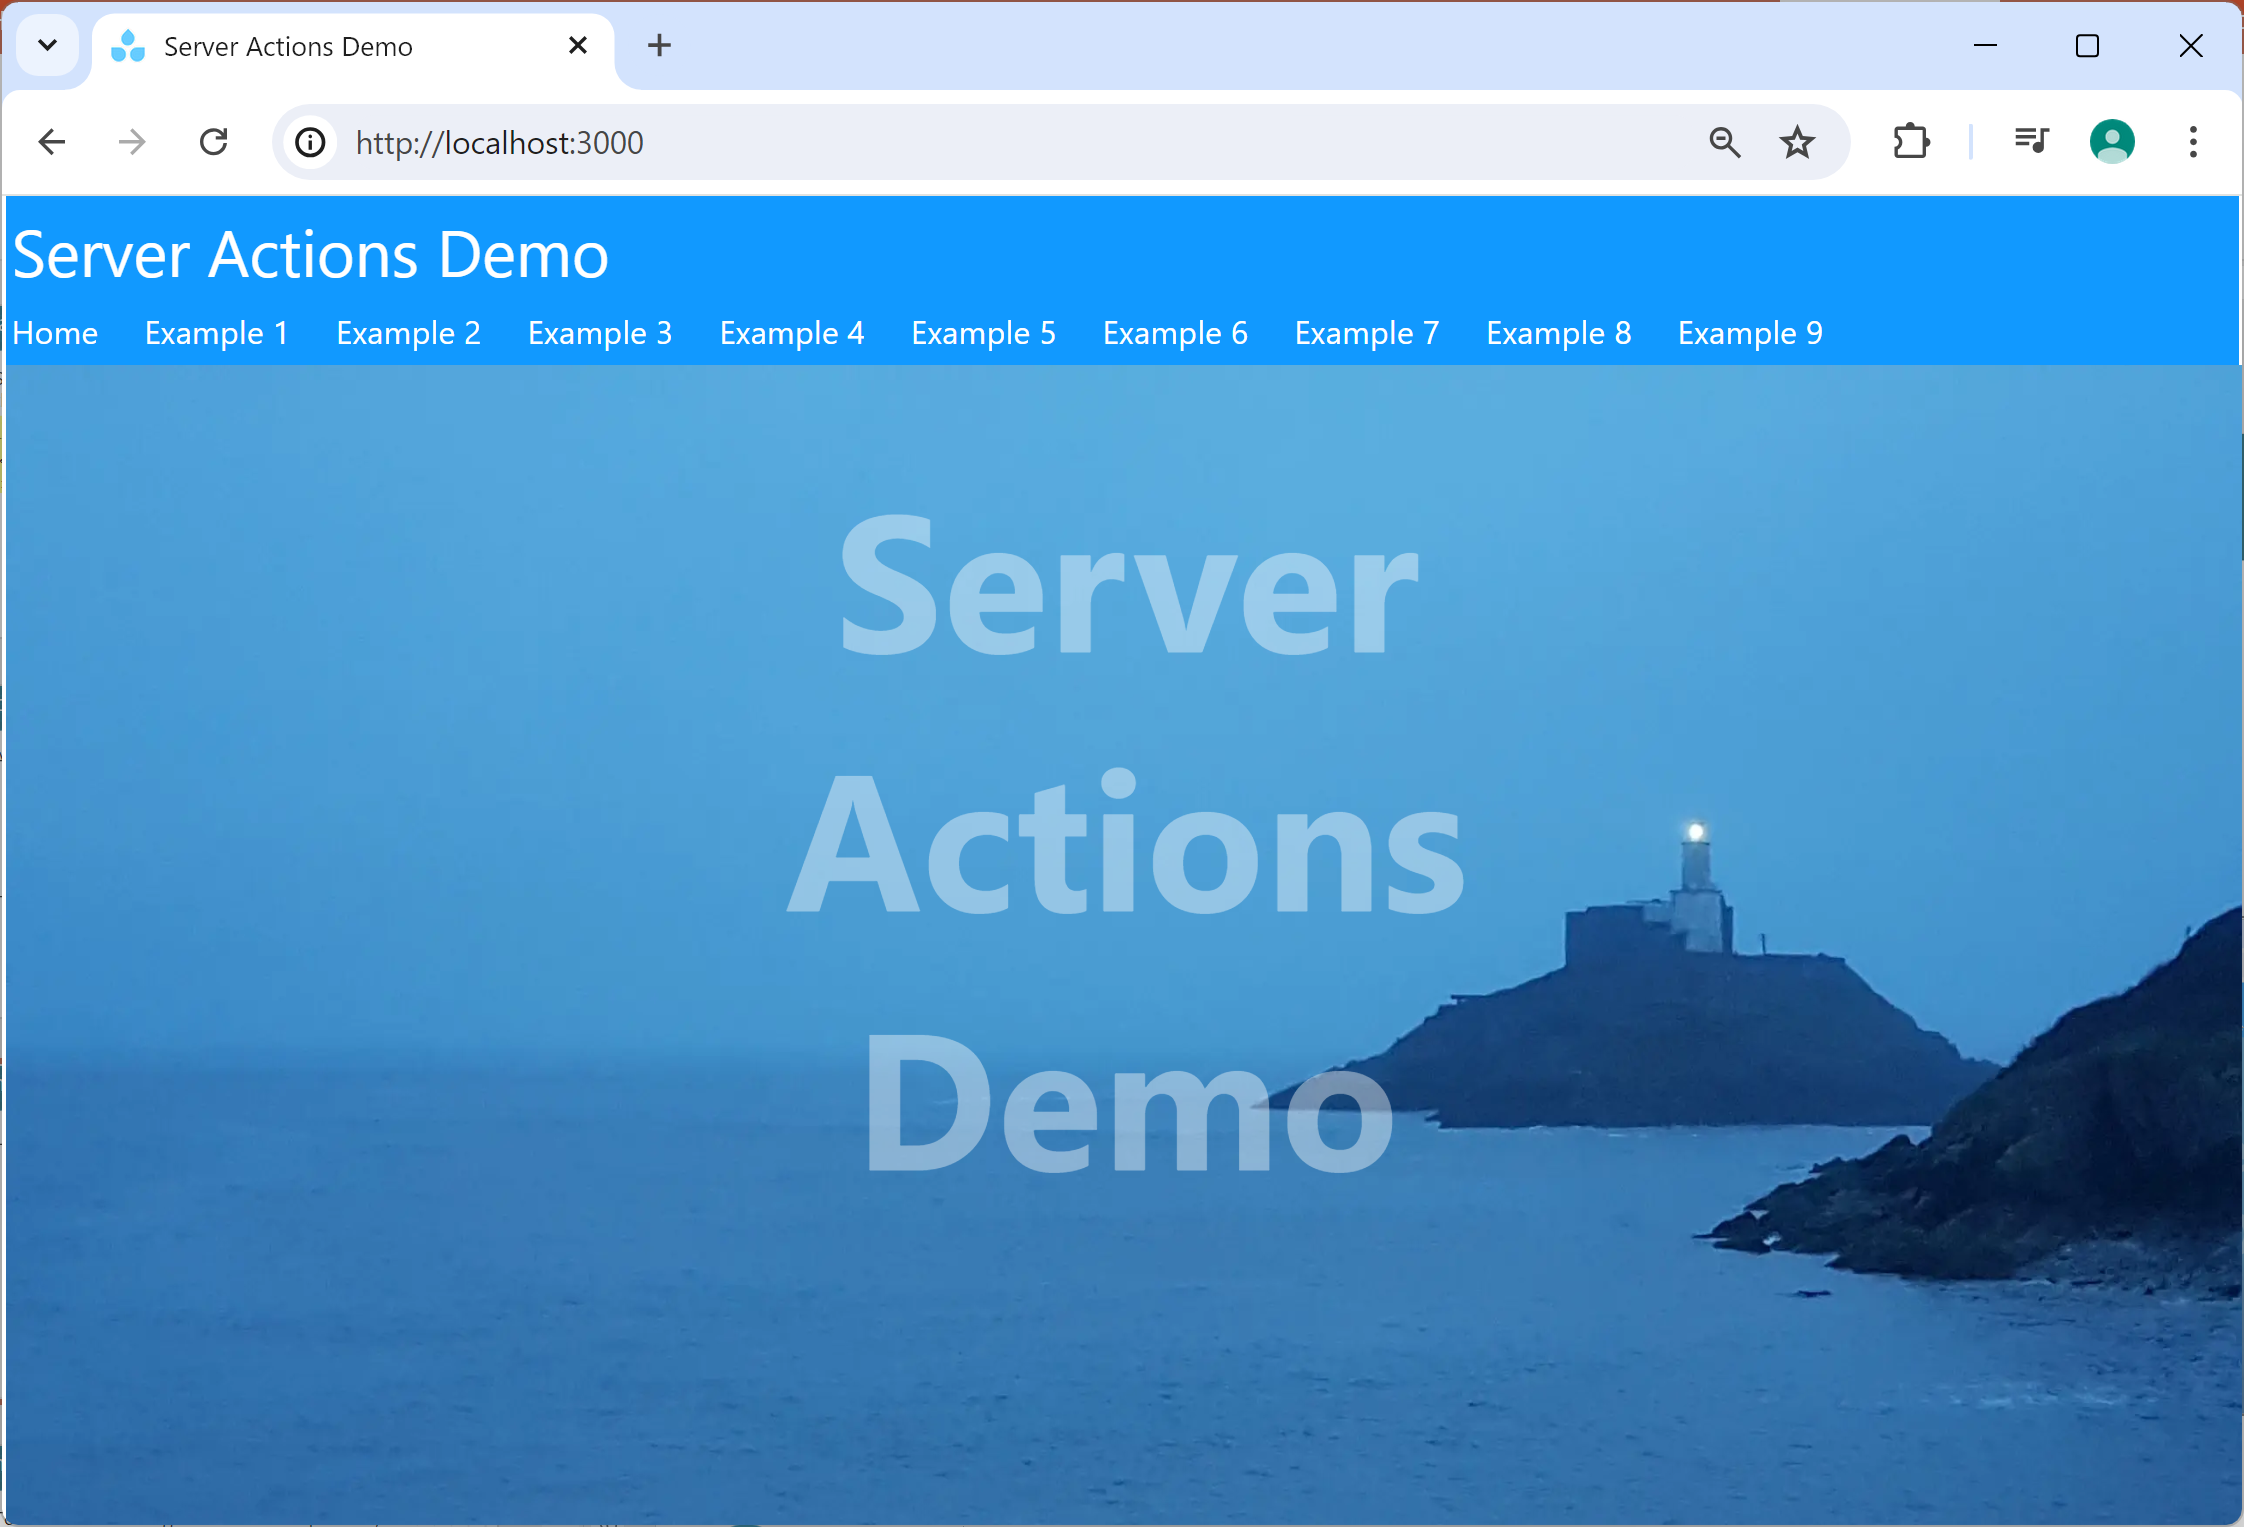 Server Actions Demo
http://localhost:3000
Server Actions Demo
Home Example 1 Example 2 Example 3 Example 4 Example 5 Example 6 Example 7 Example 8 Example 9
Server
Actions
Demo